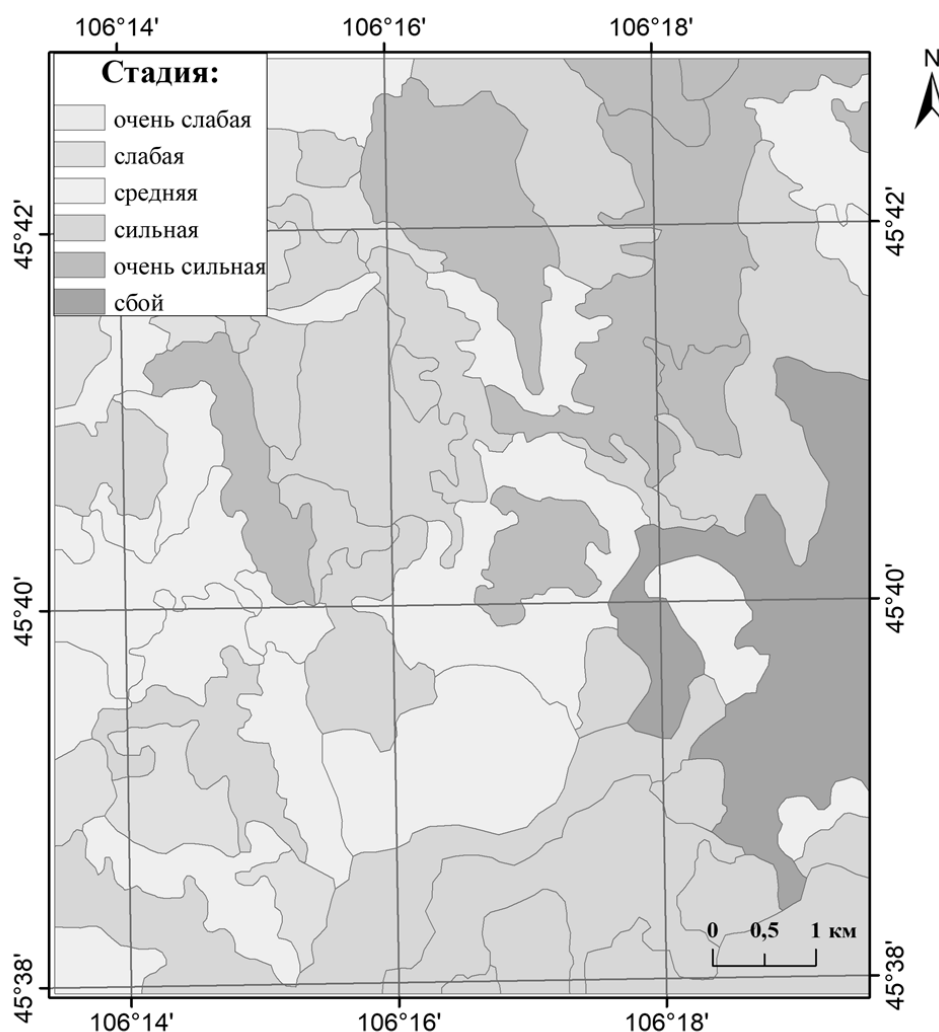 106°14' 106°16' 106°18'
N
Стадия:
очень слабая
слабая
средняя
сильная
очень сильная
сбой
45°42'
45°42'
45°40'
45°40'
45°38'
45°38'
0 0,5 1 км
106°14' 106°16' 106°18'